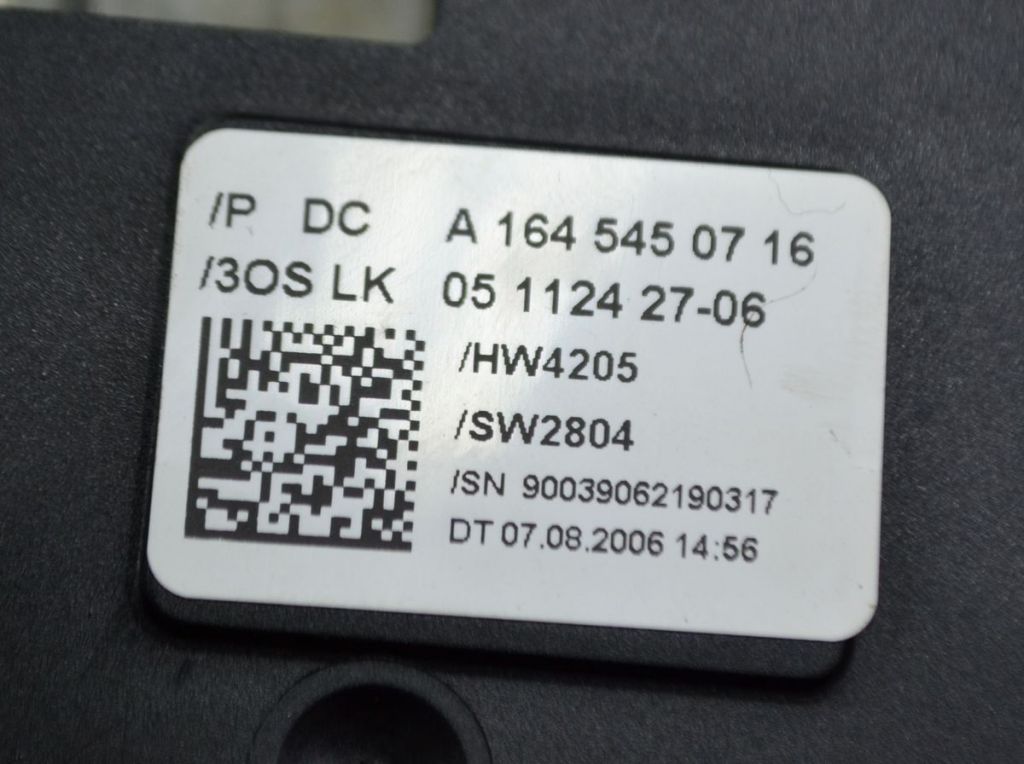 /P DC A 164 545 07 16
/3OS LK 05 1124 27-06
/HW4205
/SW2804
/SN 90039062190317
DT 07.08.2006 14:56